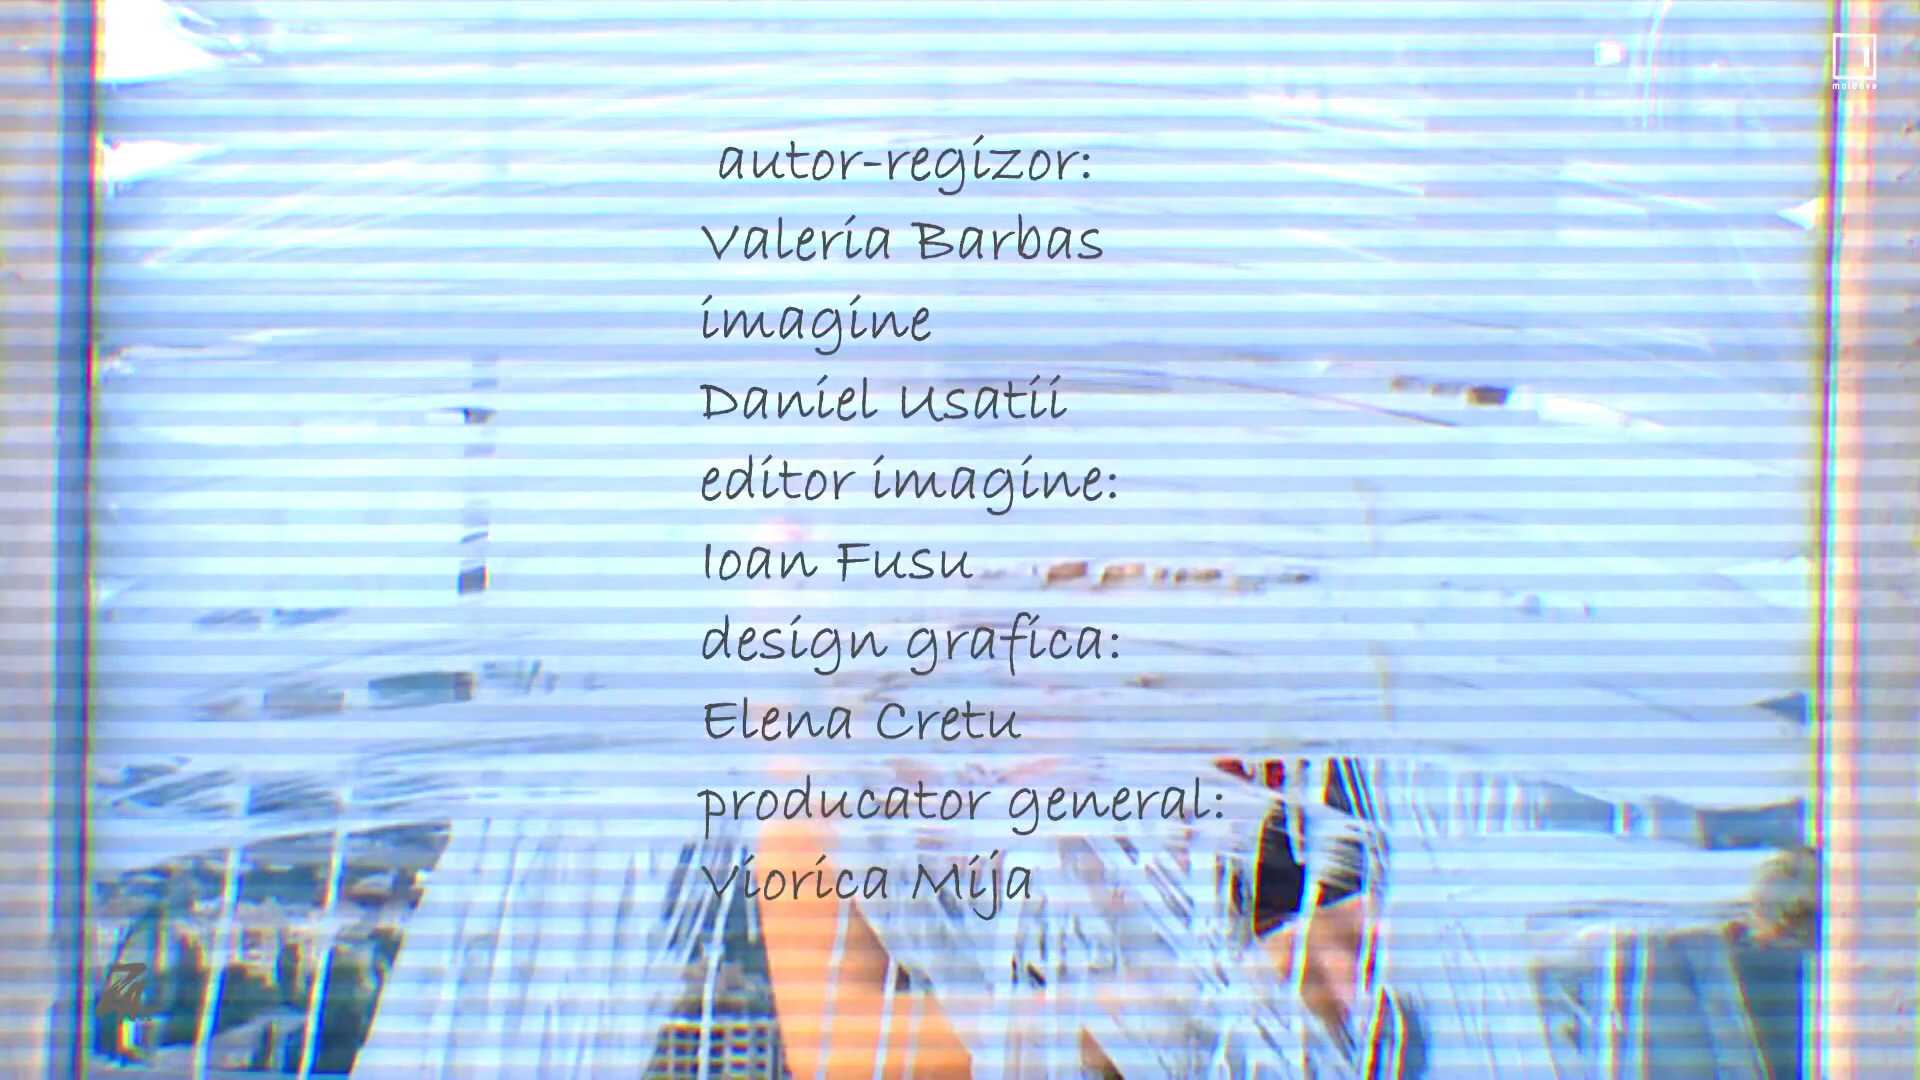 moldova
autor-regizor:
Valeria Barbas
imagine
Daniel Usatii
editor imagine:
Ioan Fusu
design grafica:
Elena Cretu
producator general:
Viorica Mija